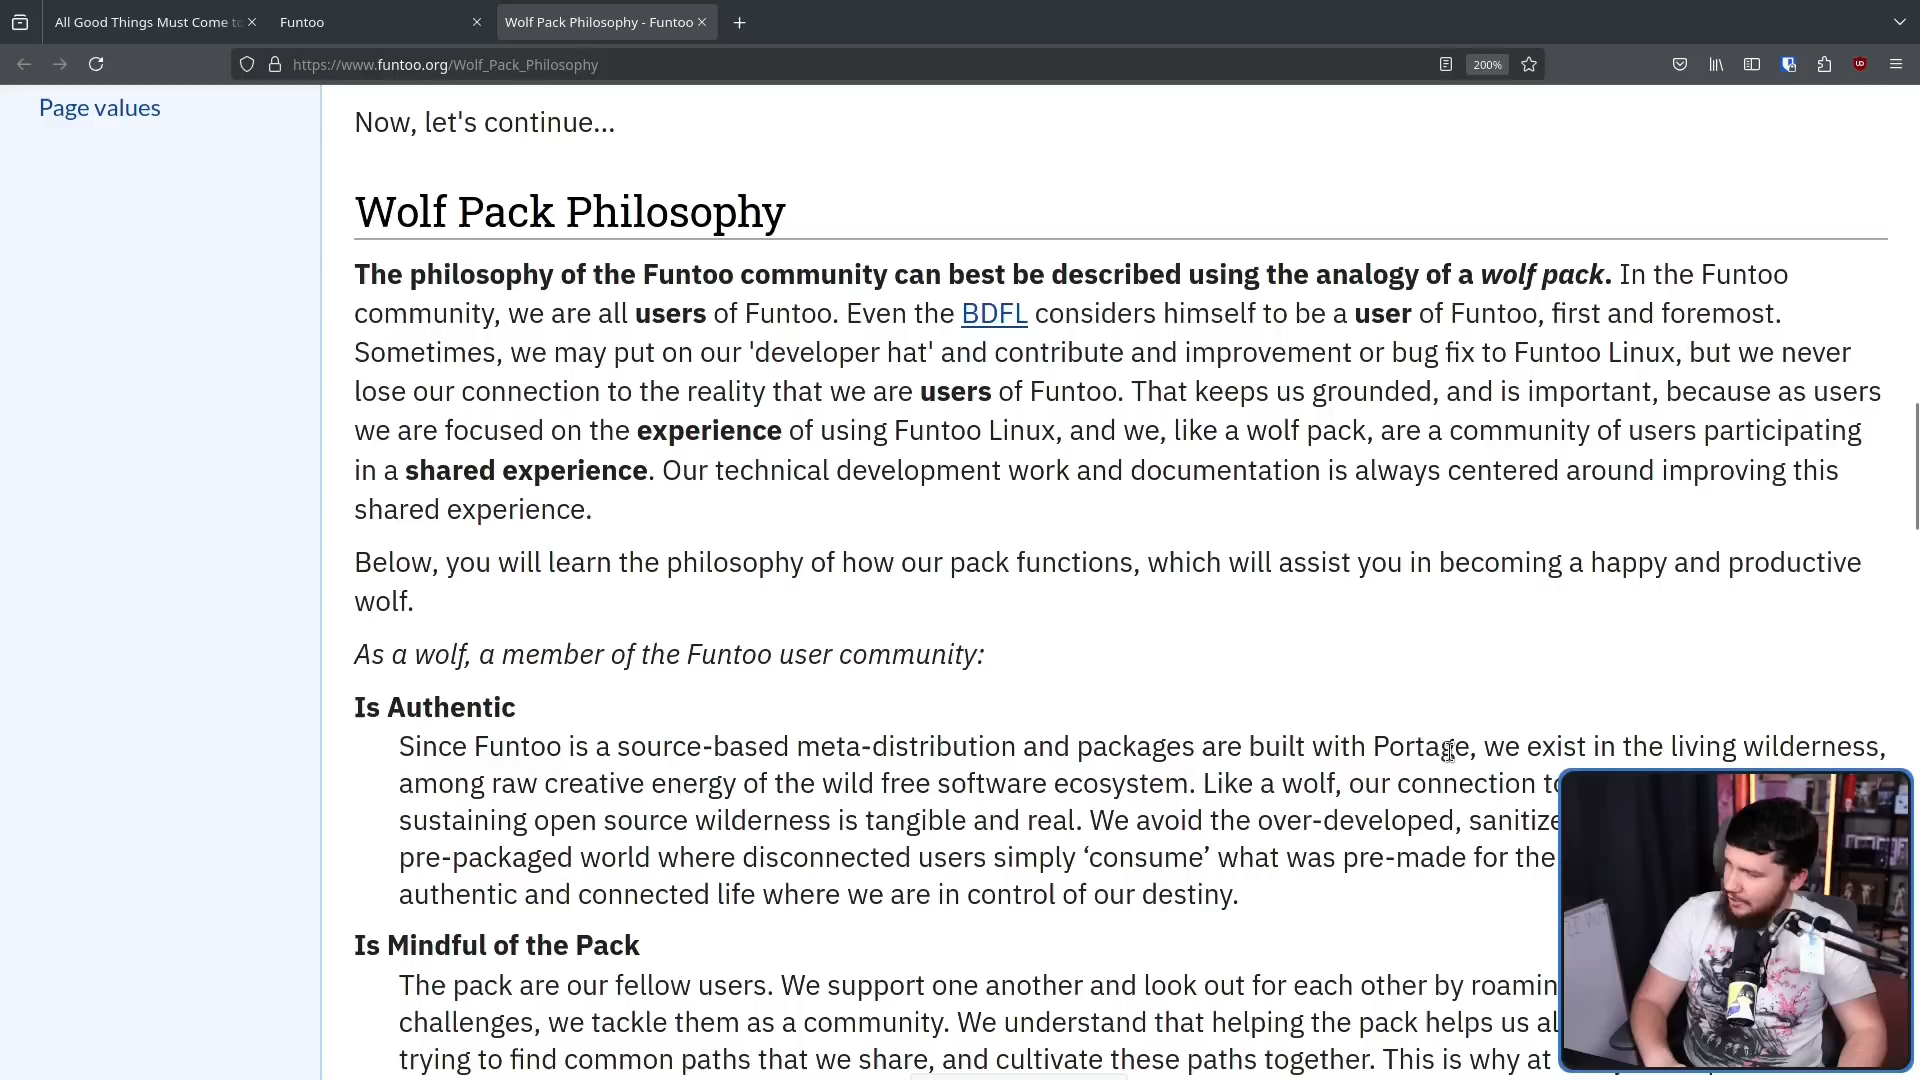 All Good Things Must Come to
Funtoo
Wolf Pack Philosophy - Funtoo
https://www.funtoo.org/Wolf_Pack_Philosophy
200%
Page values
Now, let's continue...
Wolf Pack Philosophy
The philosophy of the Funtoo community can best be described using the analogy of a wolf pack. In the Funtoo
community, we are all users of Funtoo. Even the BDFL considers himself to be a user of Funtoo, first and foremost.
Sometimes, we may put on our 'developer hat' and contribute and improvement or bug fix to Funtoo Linux, but we never
lose our connection to the reality that we are users of Funtoo. That keeps us grounded, and is important, because as users
we are focused on the experience of using Funtoo Linux, and we, like a wolf pack, are a community of users participating
in a shared experience. Our technical development work and documentation is always centered around improving this
shared experience.
Below, you will learn the philosophy of how our pack functions, which will assist you in becoming a happy and productive
wolf.
As a wolf, a member of the Funtoo user community:
Is Authentic
Since Funtoo is a source-based meta-distribution and packages are built with Portage, we exist in the living wilderness,
among raw creative energy of the wild free software ecosystem. Like a wolf, our connection to
sustaining open source wilderness is tangible and real. We avoid the over-developed, sanitize
pre-packaged world where disconnected users simply ‘consume’ what was pre-made for the
authentic and connected life where we are in control of our destiny.
Is Mindful of the Pack
The pack are our fellow users. We support one another and look out for each other by roamin
challenges, we tackle them as a community. We understand that helping the pack helps us al
trying to find common paths that we share, and cultivate these paths together. This is why at